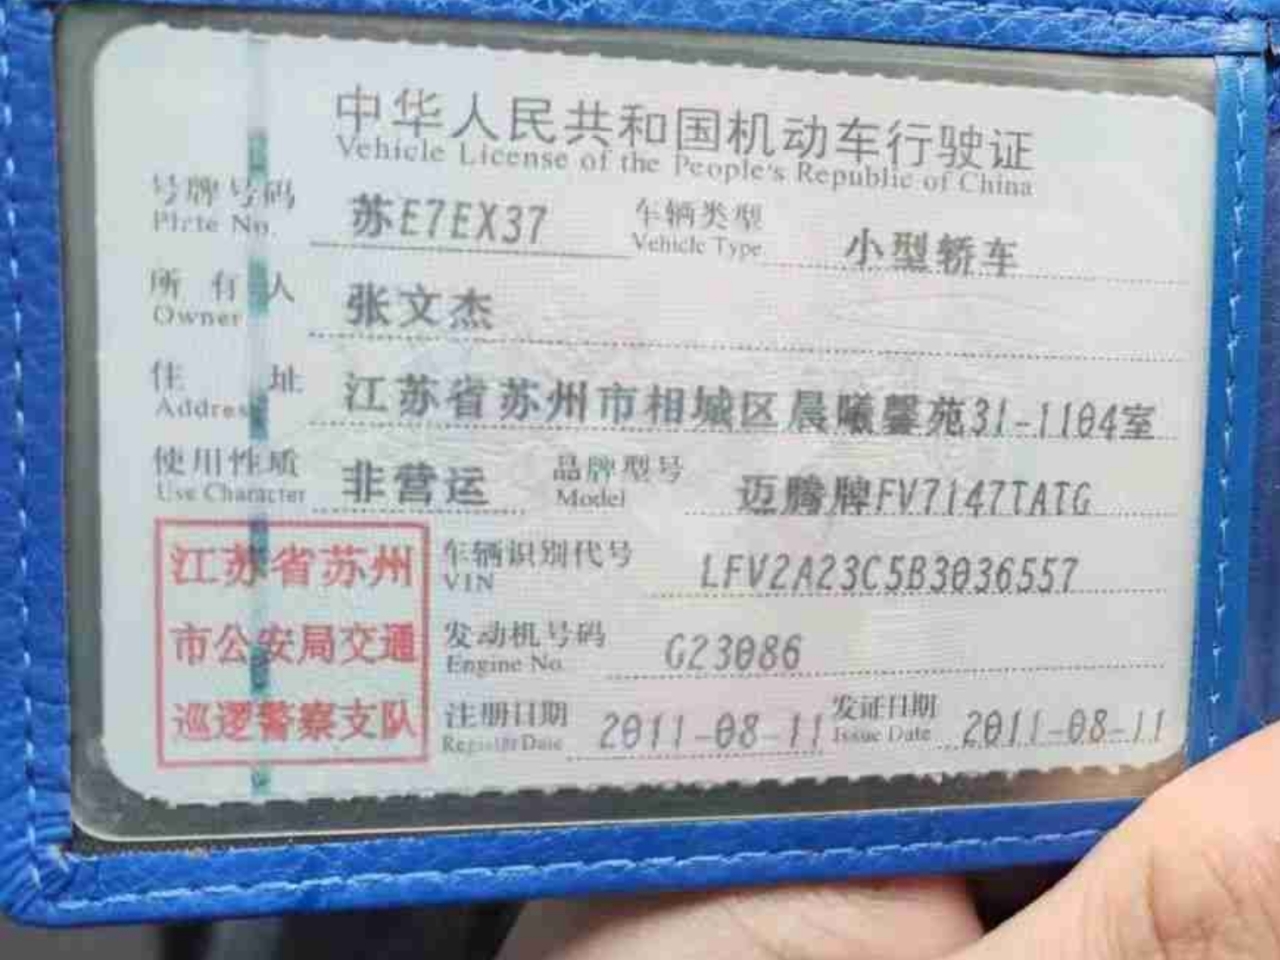 中华人民共和国机动车行驶证
Vehicle License of the People's Republic of China
号牌号码 苏E7EX37 车辆类型 小型轿车
Plate No. Vehicle Type
所有人 张文杰
Owner
住址 江苏省苏州市相城区晨曦馨苑31-1104室
Address
使用性质 非营运 品牌型号 迈腾牌FV7147TATG
Use Character Model
江苏省苏州
市公安局交通
巡逻警察支队
车辆识别代号 LFV2A23C5B3036557
VIN
发动机号码 G23086
Engine No.
注册日期 2011-08-11 发证日期 2011-08-11
Register Date Issue Date